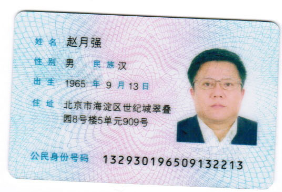 姓名 赵月强
性别 男 民族 汉
出生 1965 年 9 月 13 日
住址 北京市海淀区世纪城翠叠
园8号楼5单元909号
公民身份号码 132930196509132213